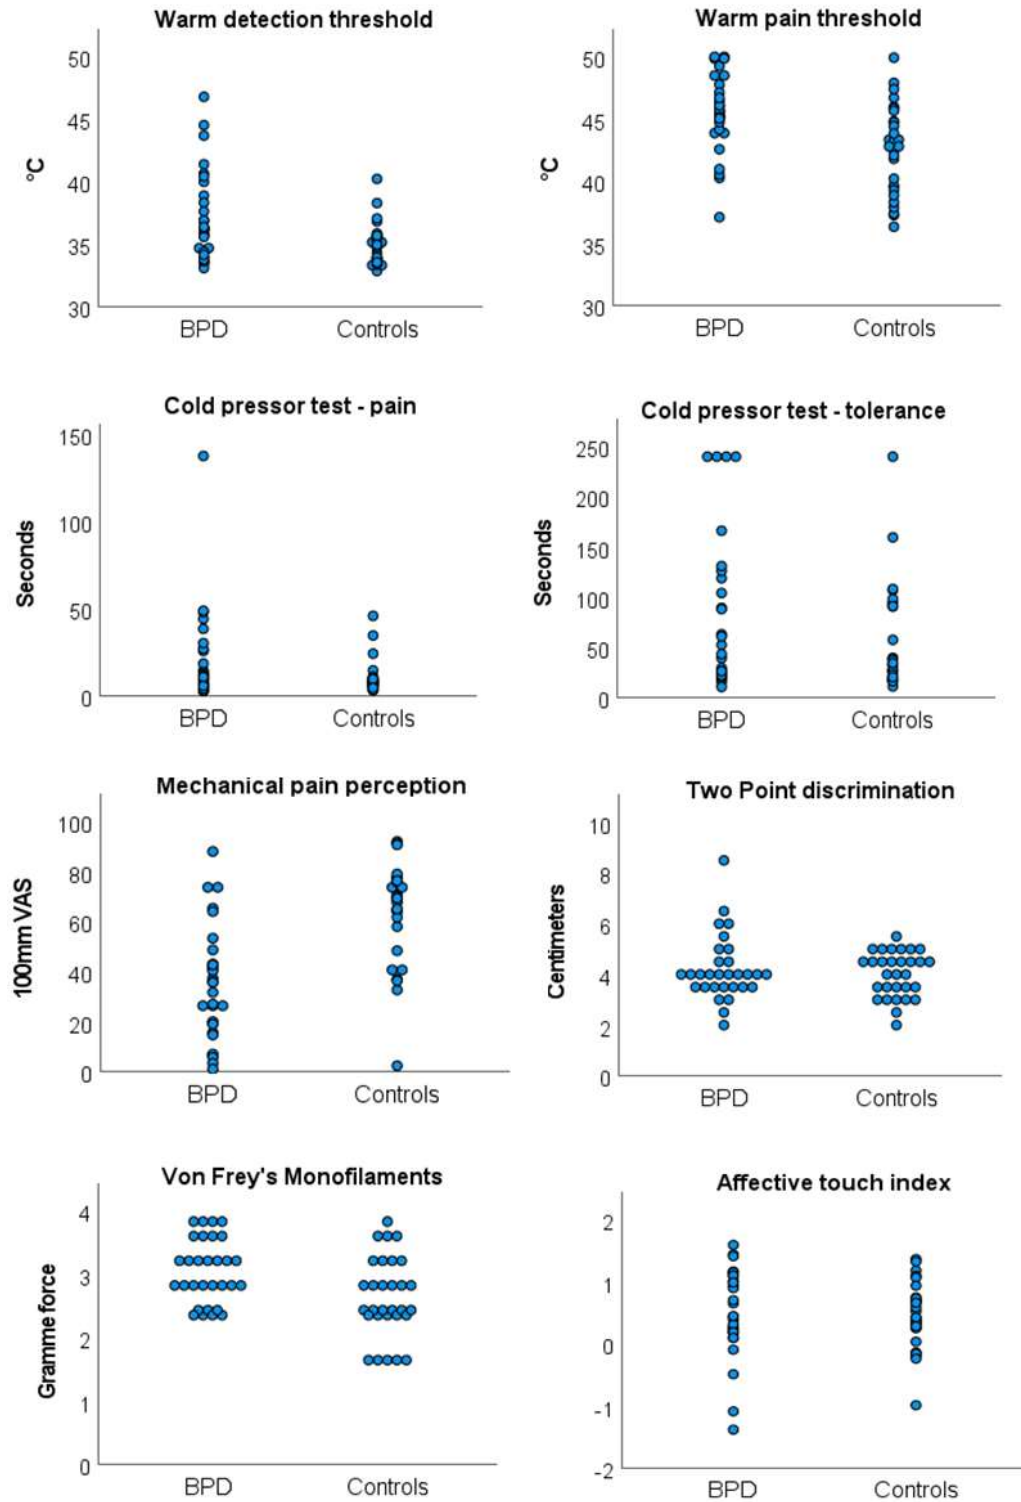 Warm detection threshold
50
45
40
35
30
°C
BPD
Controls
Warm pain threshold
50
45
40
35
30
°C
BPD
Controls
Cold pressor test - pain
150
100
50
0
Seconds
BPD
Controls
Cold pressor test - tolerance
250
200
150
100
50
0
Seconds
BPD
Controls
Mechanical pain perception
100
80
60
40
20
0
100mm VAS
BPD
Controls
Two Point discrimination
10
8
6
4
2
0
Centimeters
BPD
Controls
Von Frey's Monofilaments
4
3
2
1
0
Gramme force
BPD
Controls
Affective touch index
2
1
0
-1
-2
BPD
Controls